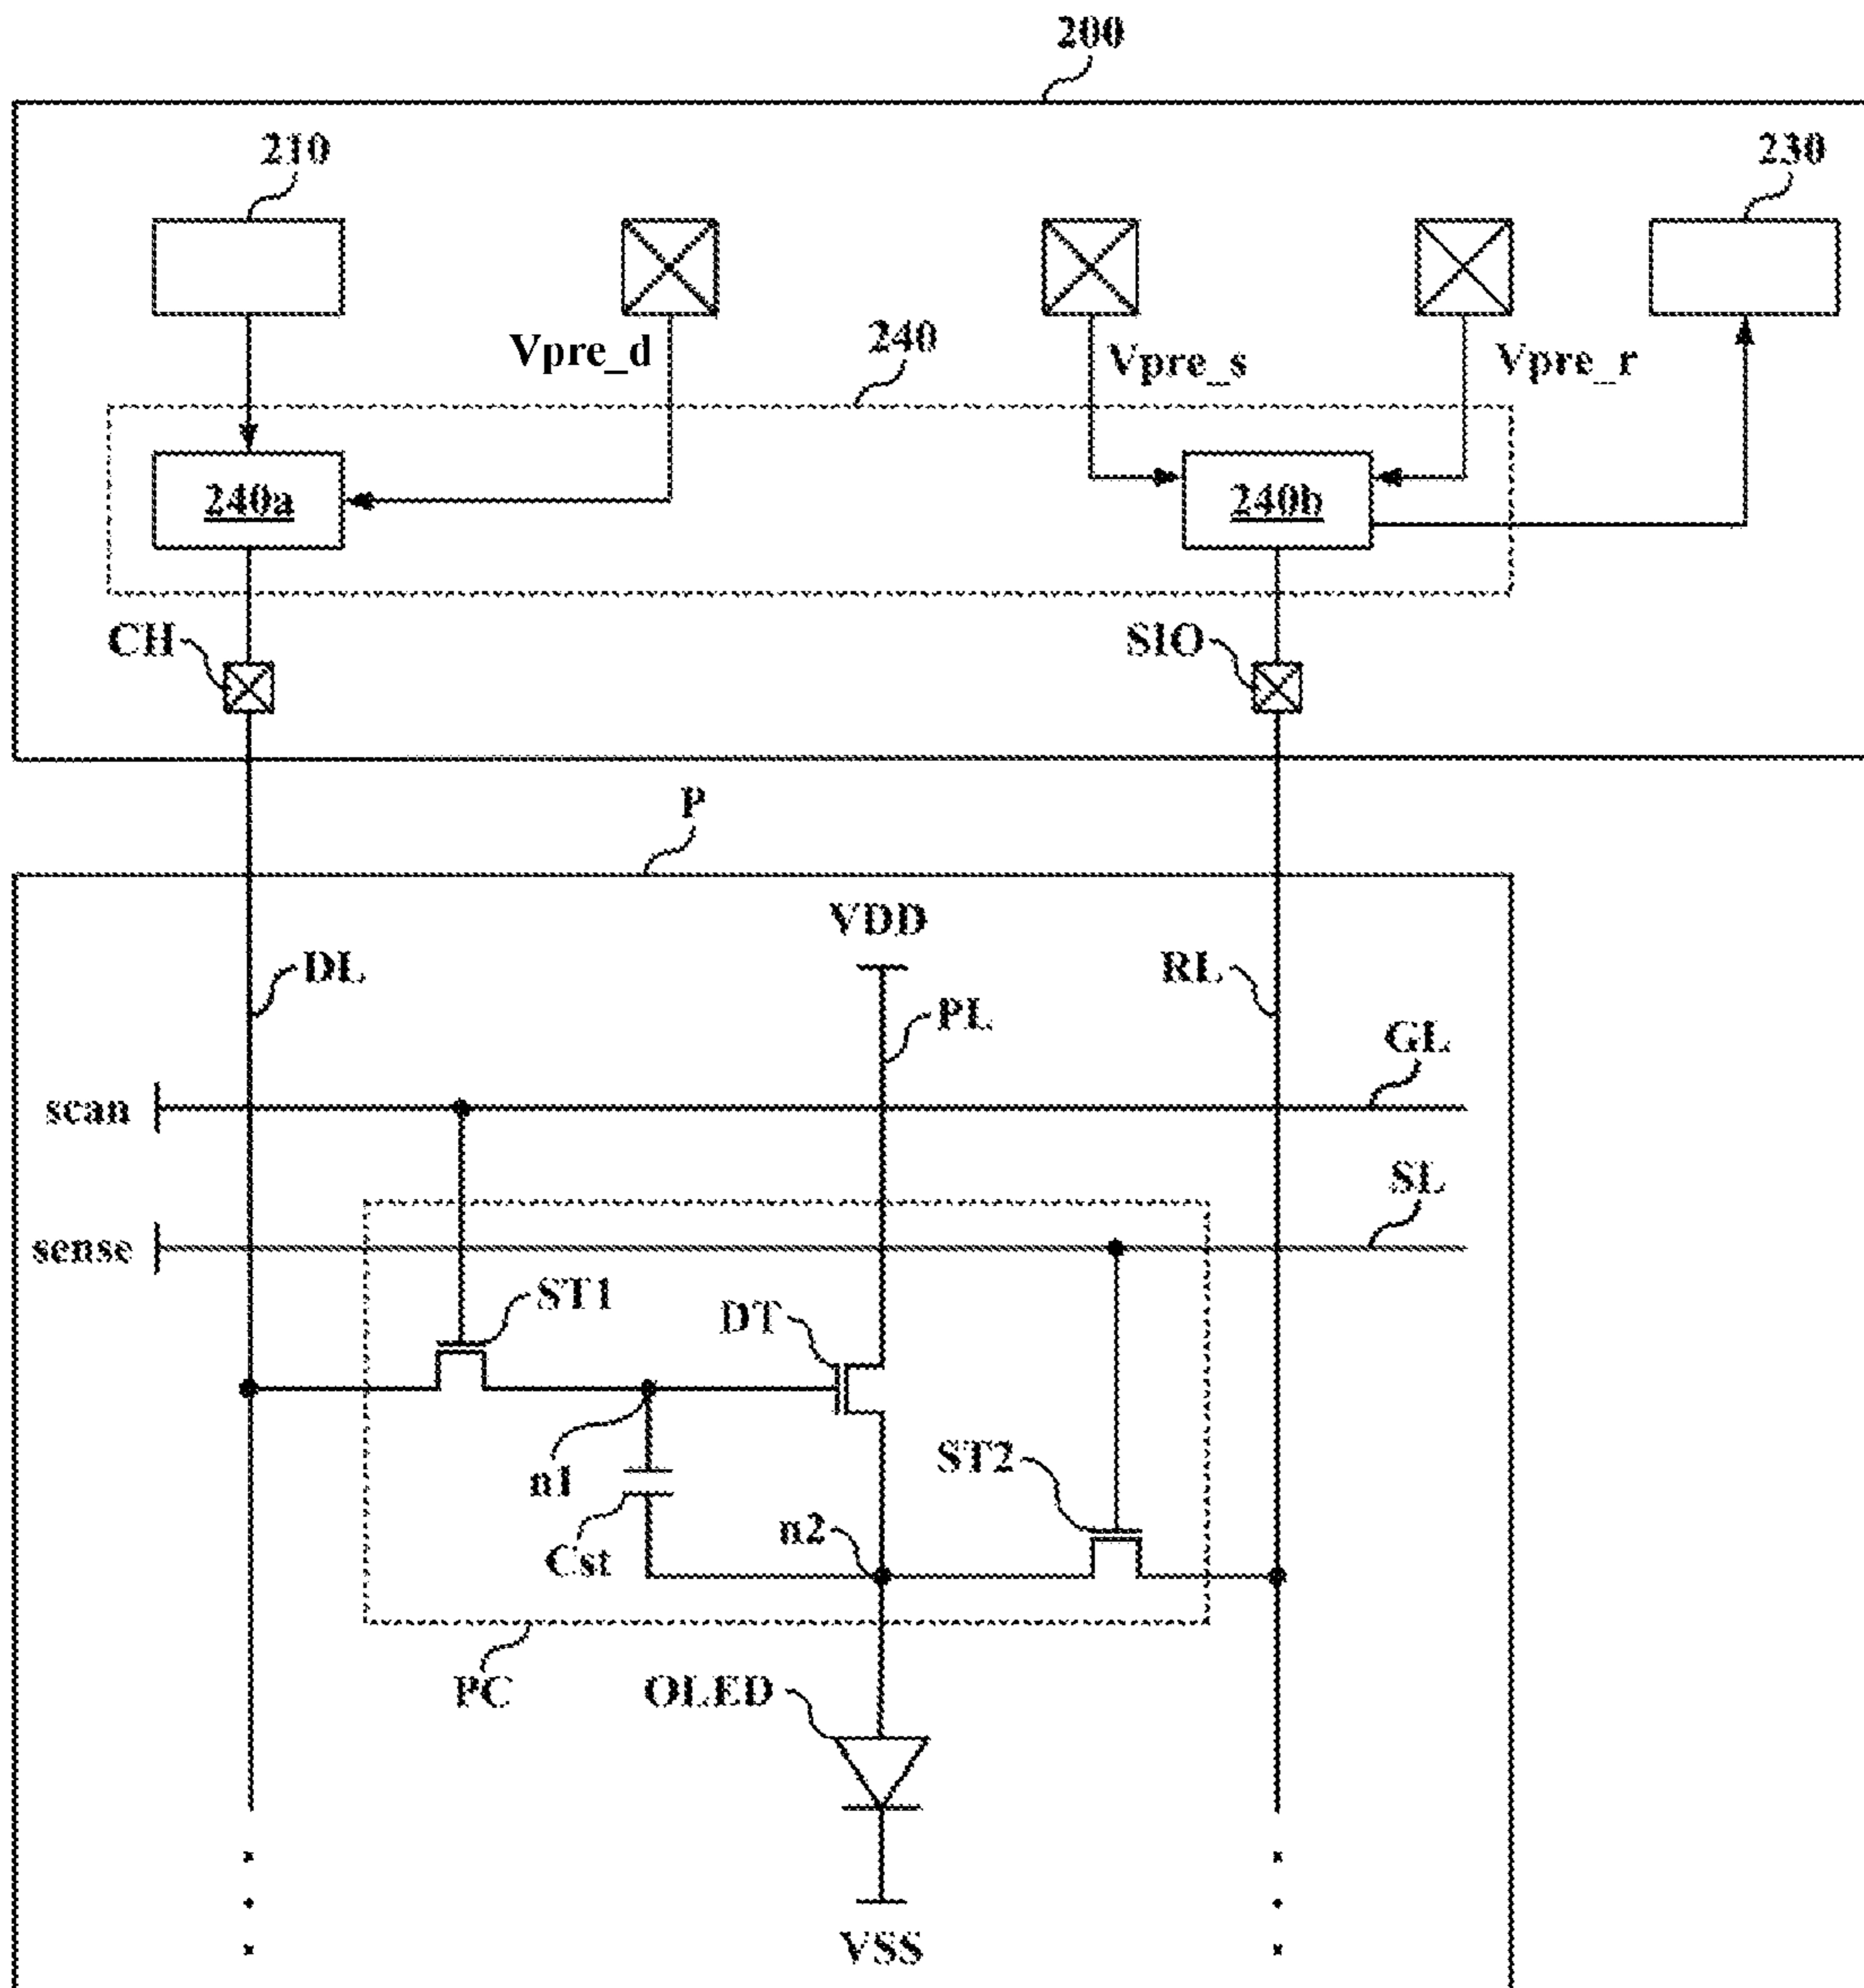 200
210
230
Vpre_d
240
Vpre_s
Vpre_r
240a
240b
CH
SIO
P
VDD
DL
RL
PL
GL
scan
SL
sense
ST1
DT
ST2
n1
n2
Cst
PC
OLED
VSS